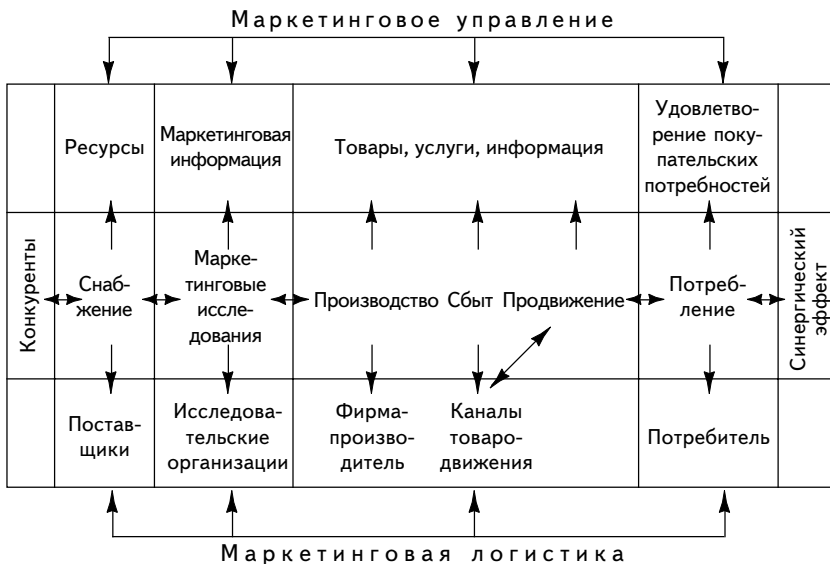 Маркетинговое управление
Ресурсы
Маркетинговая
информация
Товары, услуги, информация
Удовлетво-
рение поку-
пательских
потребностей
Конкуренты
Снаб-
жение
Марке-
тинговые
иссле-
дования
Производство Сбыт Продвижение
Потреб-
ление
Синергический
эффект
Постав-
щики
Исследова-
тельские
организации
Фирма-
произво-
дитель
Каналы
товаро-
движения
Потребитель
Маркетинговая логистика